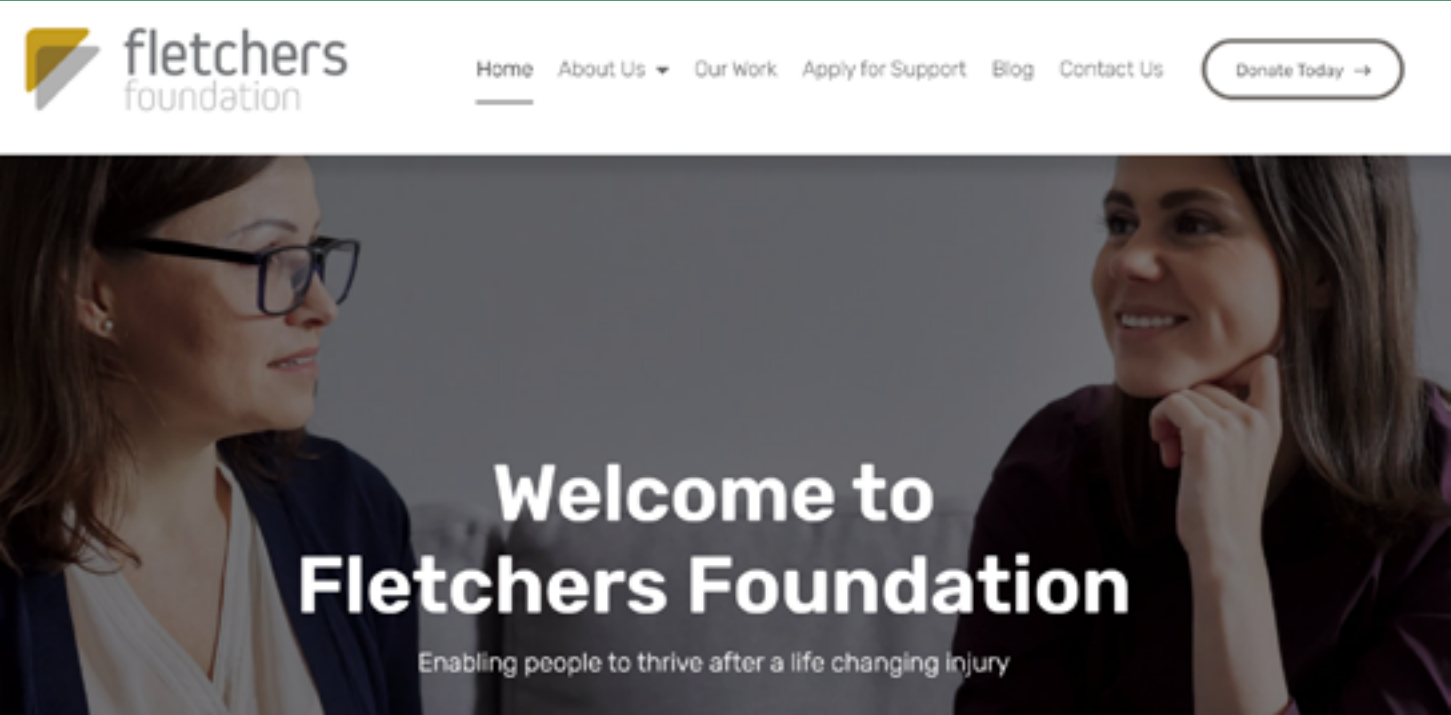 fletchers
foundation
Home About Us Our Work Apply for Support Blog Contact Us Donate Today →
Welcome to
Fletchers Foundation
Enabling people to thrive after a life changing injury